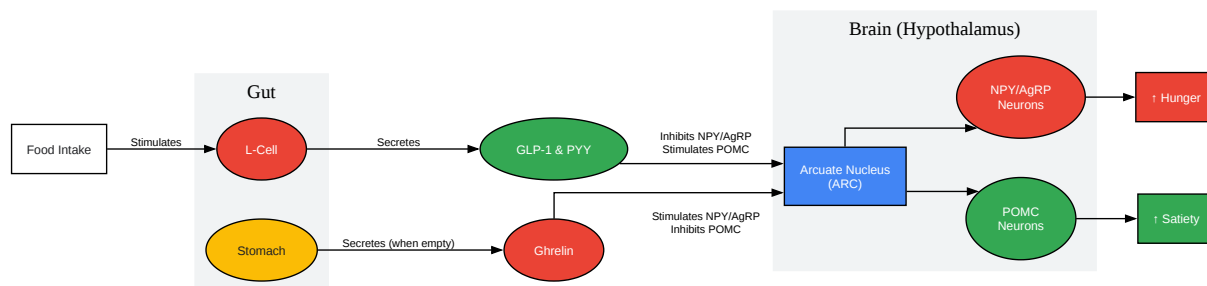 Brain (Hypothalamus)
Gut
NPY/AgRP
Neurons
↑ Hunger
Food Intake
Stimulates
L-Cell
Secretes
GLP-1 & PYY
Inhibits NPY/AgRP
Stimulates POMC
Arcuate Nucleus
(ARC)
Stomach
Secretes (when empty)
Ghrelin
Stimulates NPY/AgRP
Inhibits POMC
POMC
Neurons
↑ Satiety